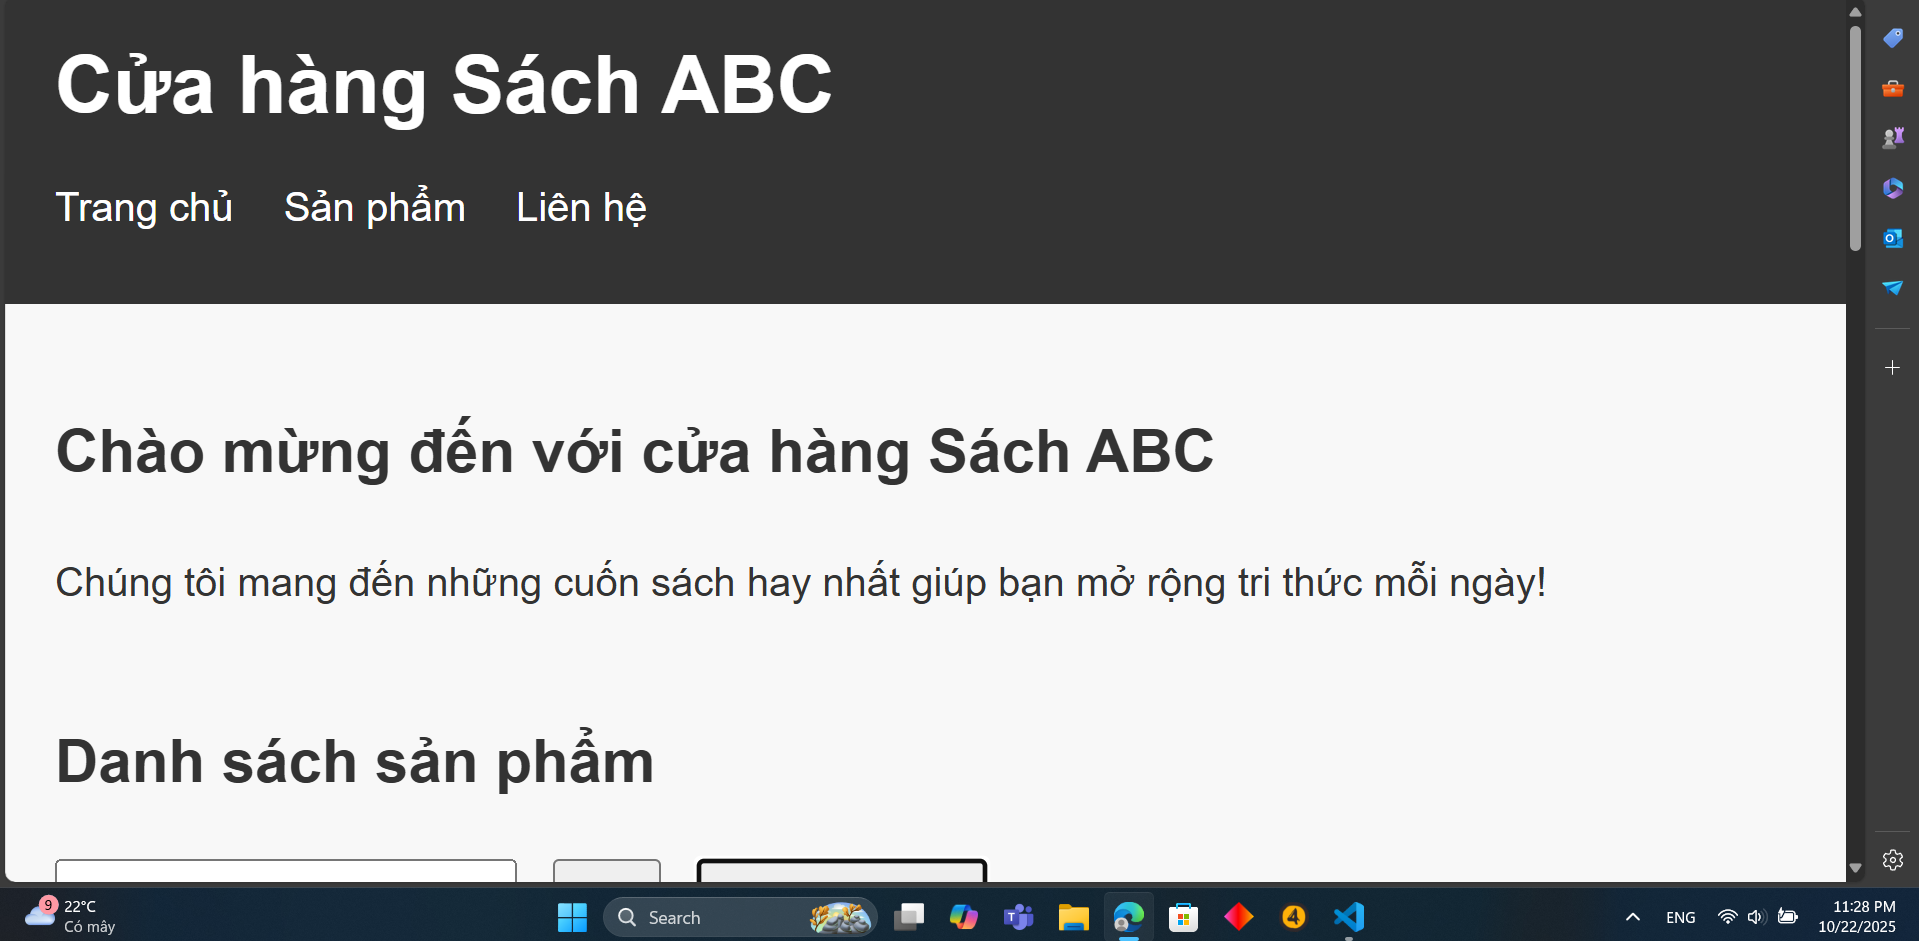 Cửa hàng Sách ABC
Trang chủ Sản phẩm Liên hệ
Chào mừng đến với cửa hàng Sách ABC
Chúng tôi mang đến những cuốn sách hay nhất giúp bạn mở rộng tri thức mỗi ngày!
Danh sách sản phẩm
9
22°C
Có mây
Search
ENG
11:28 PM
10/22/2025